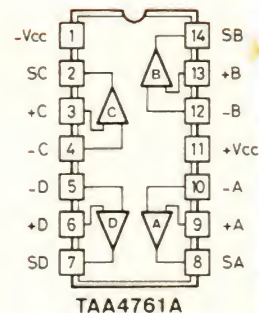 -Vcc 1 14 SB
SC 2 B 13 +B
+C 3 C 12 -B
-C 4 11 +Vcc
-D 5 10 -A
+D 6 D A 9 +A
SD 7 8 SA
TAA4761A